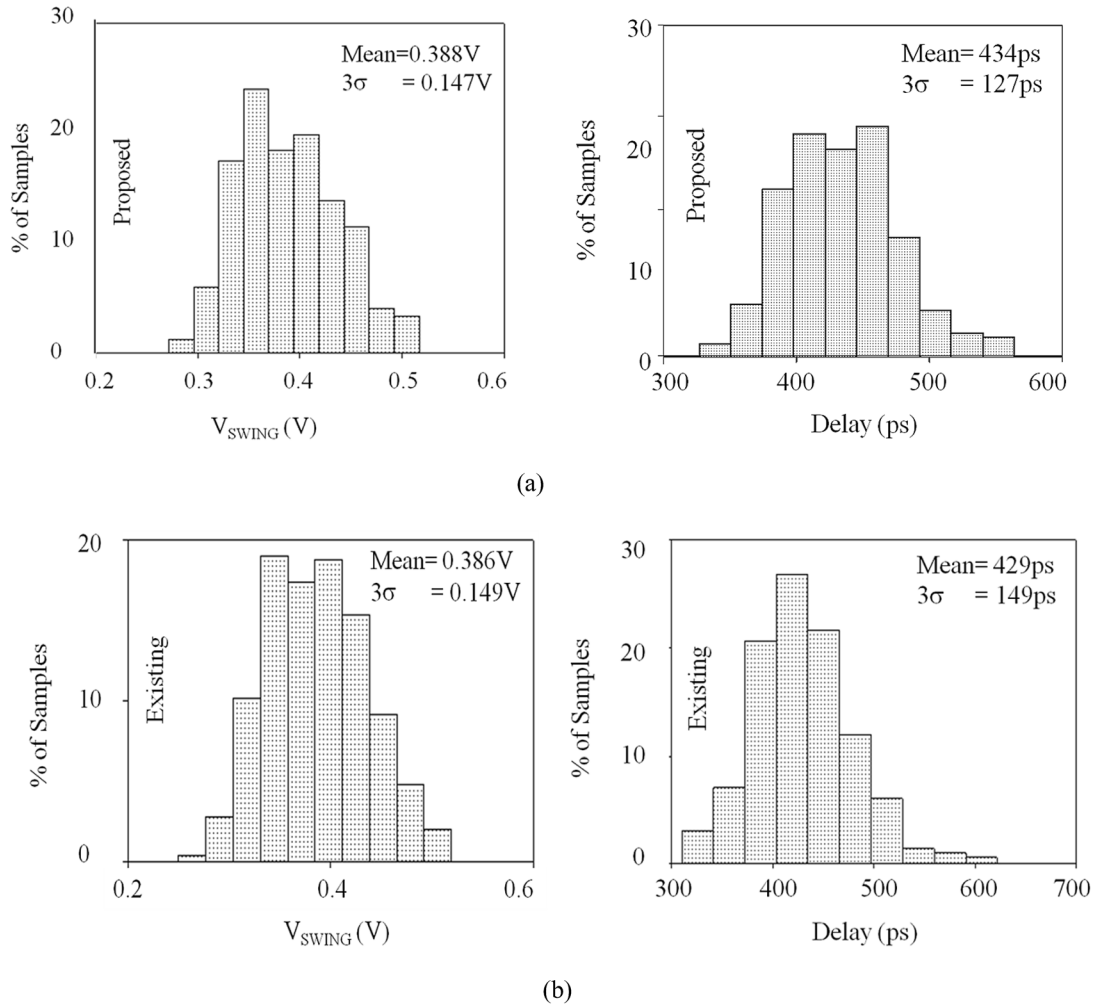 30
20
10
0
% of Samples
Proposed
Mean=0.388V
3σ = 0.147V
0.2 0.3 0.4 0.5 0.6
V_SWING (V)
30
20
10
0
% of Samples
Proposed
Mean= 434ps
3σ = 127ps
300 400 500 600
Delay (ps)
(a)
20
10
0
% of Samples
Existing
Mean= 0.386V
3σ = 0.149V
0.2 0.4 0.6
V_SWING (V)
30
20
10
0
% of Samples
Existing
Mean= 429ps
3σ = 149ps
300 400 500 600 700
Delay (ps)
(b)